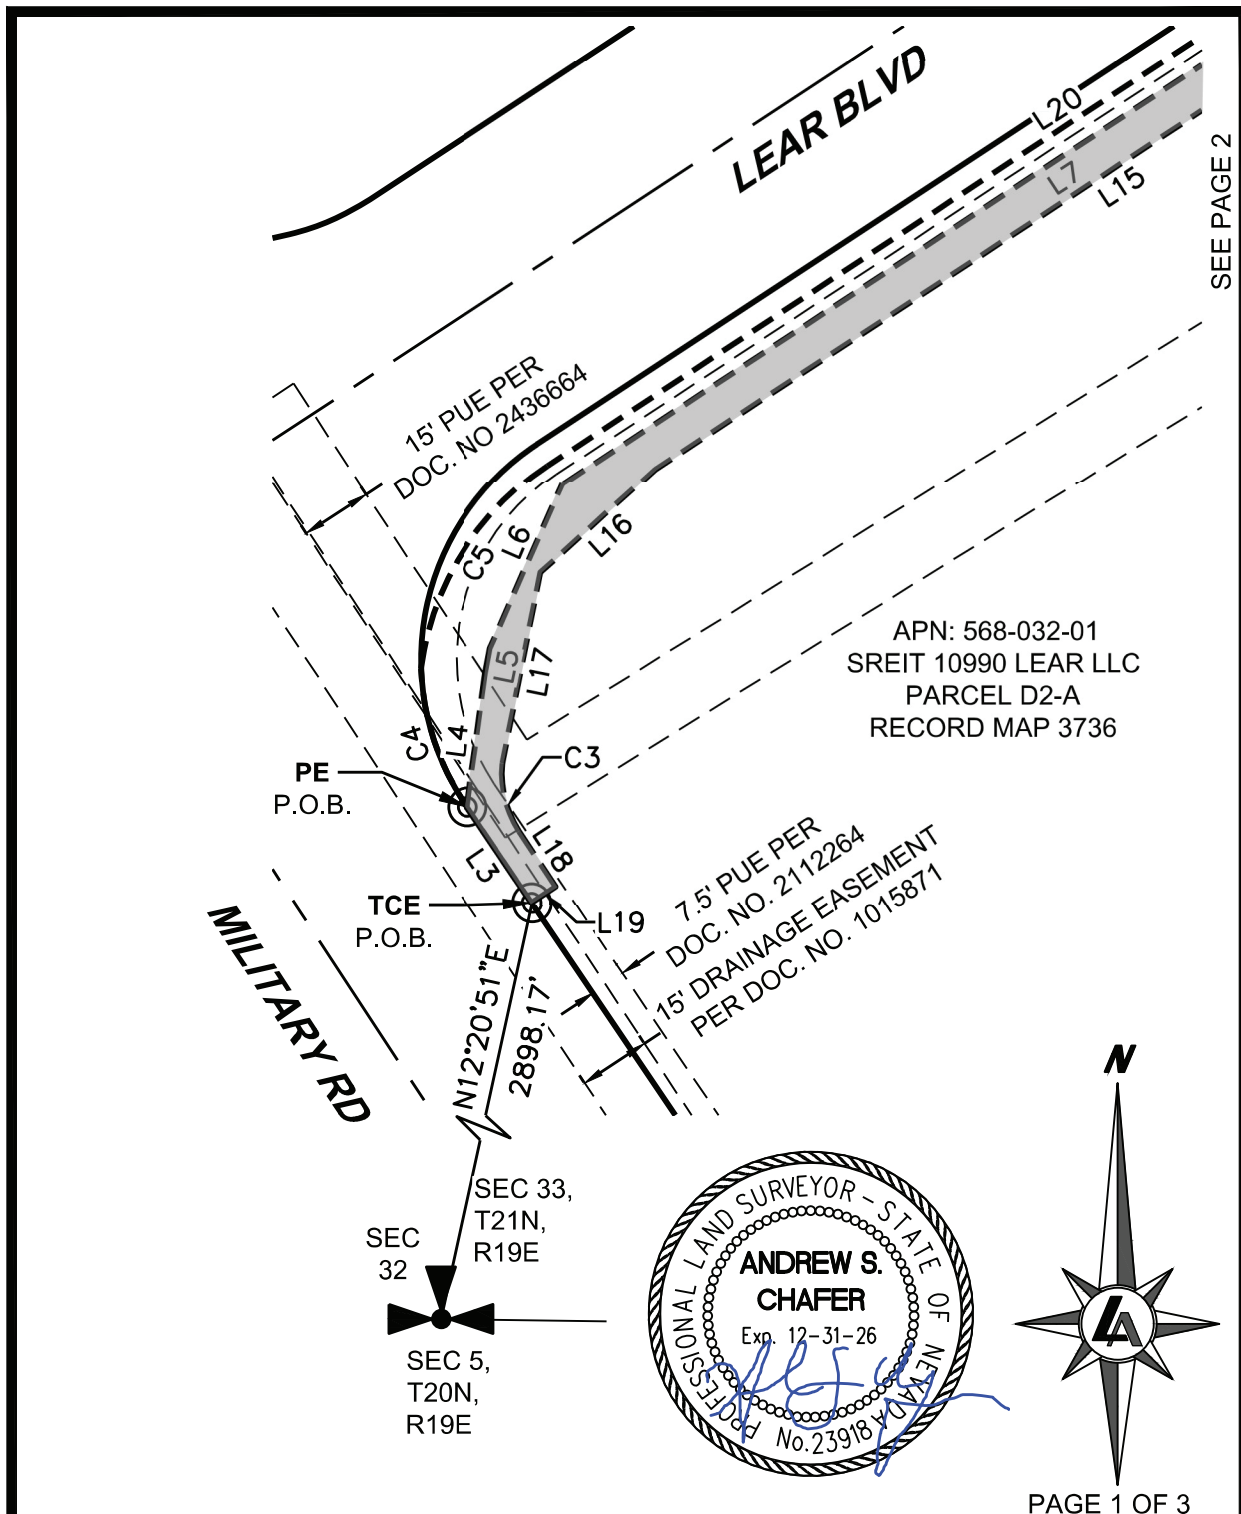 LEAR BLVD
L20
L7
L15
SEE PAGE 2
15' PUE PER
DOC. NO 2436664
C5
L6
L16
L5
L17
C4
L4
C3
PE
P.O.B.
L3
L18
TCE
P.O.B.
L19
APN: 568-032-01
SREIT 10990 LEAR LLC
PARCEL D2-A
RECORD MAP 3736
7.5' PUE PER
DOC. NO. 2112264
15' DRAINAGE EASEMENT
PER DOC. NO. 1015871
MILITARY RD
N12°20'51"E
2898.17'
SEC 33,
T21N,
R19E
SEC
32
SEC 5,
T20N,
R19E
PROFESSIONAL LAND SURVEYOR - STATE OF NEVADA
ANDREW S.
CHAFER
Exp. 12-31-26
No.23918
N
LA
PAGE 1 OF 3